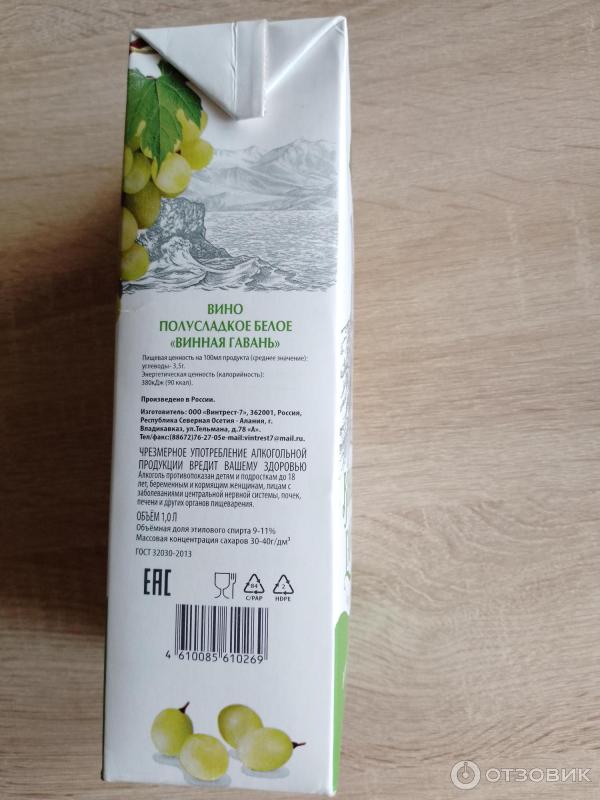 ВИНО
ПОЛУСЛАДКОЕ БЕЛОЕ
«ВИННАЯ ГАВАНЬ»
Пищевая ценность на 100мл продукта (среднее значение):
углеводы- 3,5г.
Энергетическая ценность (калорийность):
380кДж (90 ккал).
Произведено в России.
Изготовитель: ООО «Винтрест-7», 362001, Россия,
Республика Северная Осетия - Алания, г.
Владикавказ, ул.Тельмана, д.78 «А».
Тел/факс:(88672)76-27-05e-mail:vintrest7@mail.ru.
ЧРЕЗМЕРНОЕ УПОТРЕБЛЕНИЕ АЛКОГОЛЬНОЙ
ПРОДУКЦИИ ВРЕДИТ ВАШЕМУ ЗДОРОВЬЮ
Алкоголь противопоказан детям и подросткам до 18
лет, беременным и кормящим женщинам, лицам с
заболеваниями центральной нервной системы, почек,
печени и других органов пищеварения.
ОБЪЁМ 1,0 Л
Объёмная доля этилового спирта 9-11%
Массовая концентрация сахаров 30-40г/дм³
ГОСТ 32030-2013
EAC
84 2
C/PAP HDPE
4 610085 610269
ОТЗОВИК